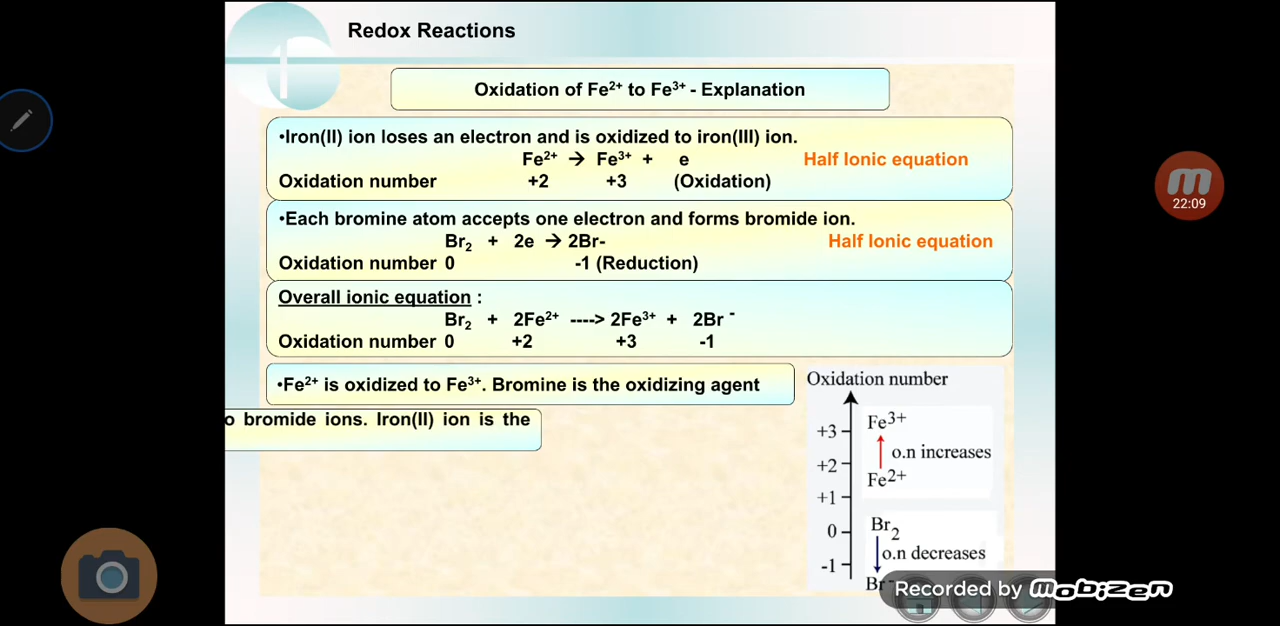 Redox Reactions
Oxidation of Fe²⁺ to Fe³⁺ - Explanation
•Iron(II) ion loses an electron and is oxidized to iron(III) ion.
Fe²⁺ → Fe³⁺ + e Half Ionic equation
Oxidation number +2 +3 (Oxidation)
•Each bromine atom accepts one electron and forms bromide ion.
Br₂ + 2e → 2Br- Half Ionic equation
Oxidation number 0 -1 (Reduction)
Overall ionic equation :
Br₂ + 2Fe²⁺ ----> 2Fe³⁺ + 2Br ⁻
Oxidation number 0 +2 +3 -1
•Fe²⁺ is oxidized to Fe³⁺. Bromine is the oxidizing agent
o bromide ions. Iron(II) ion is the
Oxidation number
+3 Fe³⁺
o.n increases
+2 Fe²⁺
+1
0 Br₂
o.n decreases
-1 Br⁻
22:09
Recorded by MOBIZEN